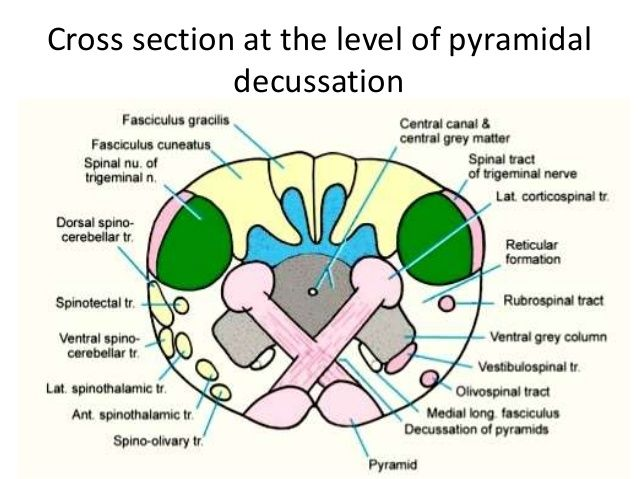 Cross section at the level of pyramidal
decussation
Fasciculus gracilis
Fasciculus cuneatus
Spinal nu. of
trigeminal n.
Dorsal spino-
cerebellar tr.
Spinotectal tr.
Ventral spino-
cerebellar tr.
Lat. spinothalamic tr.
Ant. spinothalamic tr.
Spino-olivary tr.
Central canal &
central grey matter
Spinal tract
of trigeminal nerve
Lat. corticospinal tr.
Reticular
formation
Rubrospinal tract
Ventral grey column
Vestibulospinal tr.
Olivospinal tract
Medial long. fasciculus
Decussation of pyramids
Pyramid